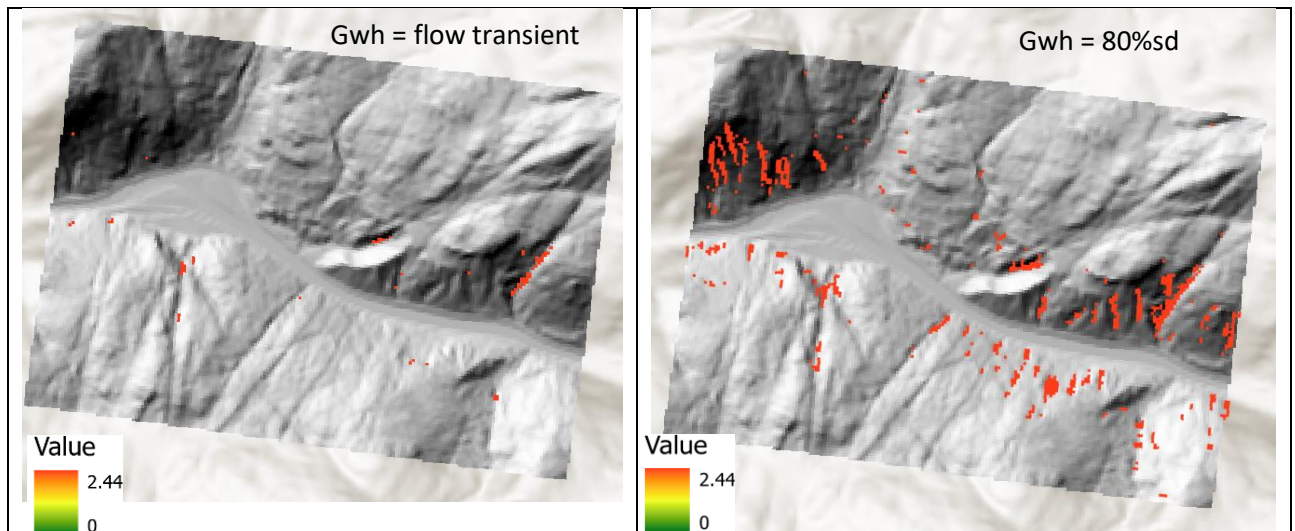 Gwh = flow transient
Value
2.44
0
Gwh = 80%sd
Value
2.44
0